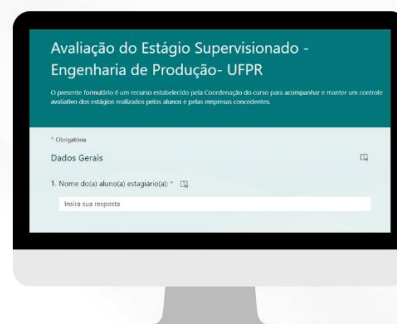 Avaliação do Estágio Supervisionado -
Engenharia de Produção- UFPR
O presente formulário é um recurso estabelecido pela Coordenação do curso para acompanhar e manter um controle
avaliativo dos estágios realizados pelos alunos e pelas empresas concedentes.
* Obrigatória
Dados Gerais
1. Nome do(a) aluno(a) estagiário(a): *
Insira sua resposta